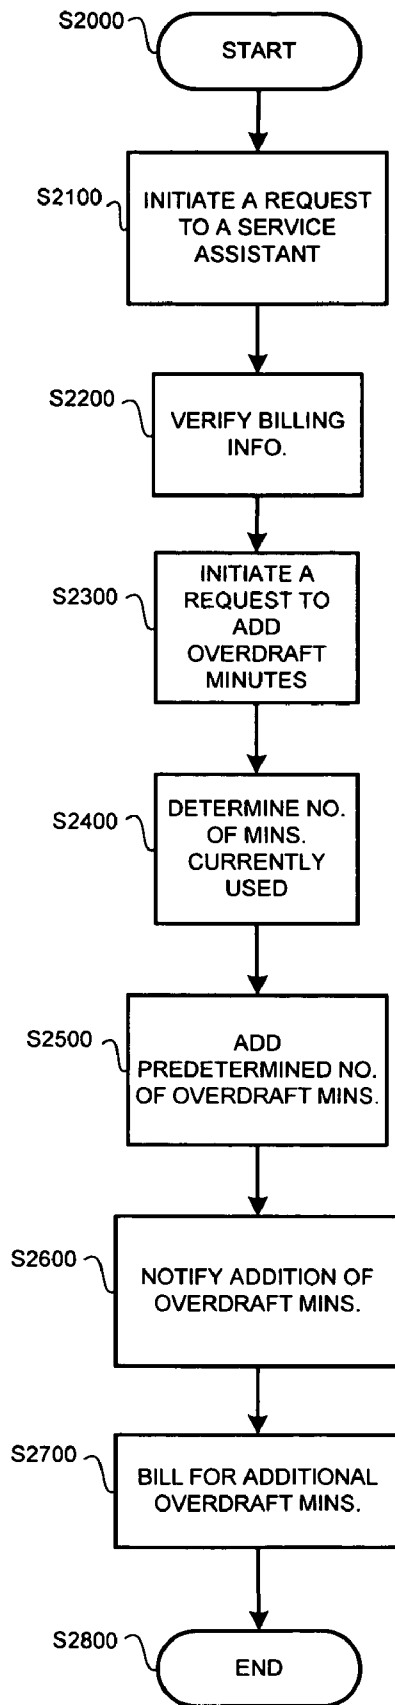 S2000
START
S2100
INITIATE A REQUEST
TO A SERVICE
ASSISTANT
S2200
VERIFY BILLING
INFO.
S2300
INITIATE A
REQUEST TO
ADD
OVERDRAFT
MINUTES
S2400
DETERMINE NO.
OF MINS.
CURRENTLY
USED
S2500
ADD
PREDETERMINED NO.
OF OVERDRAFT MINS.
S2600
NOTIFY ADDITION OF
OVERDRAFT MINS.
S2700
BILL FOR ADDITIONAL
OVERDRAFT MINS.
S2800
END